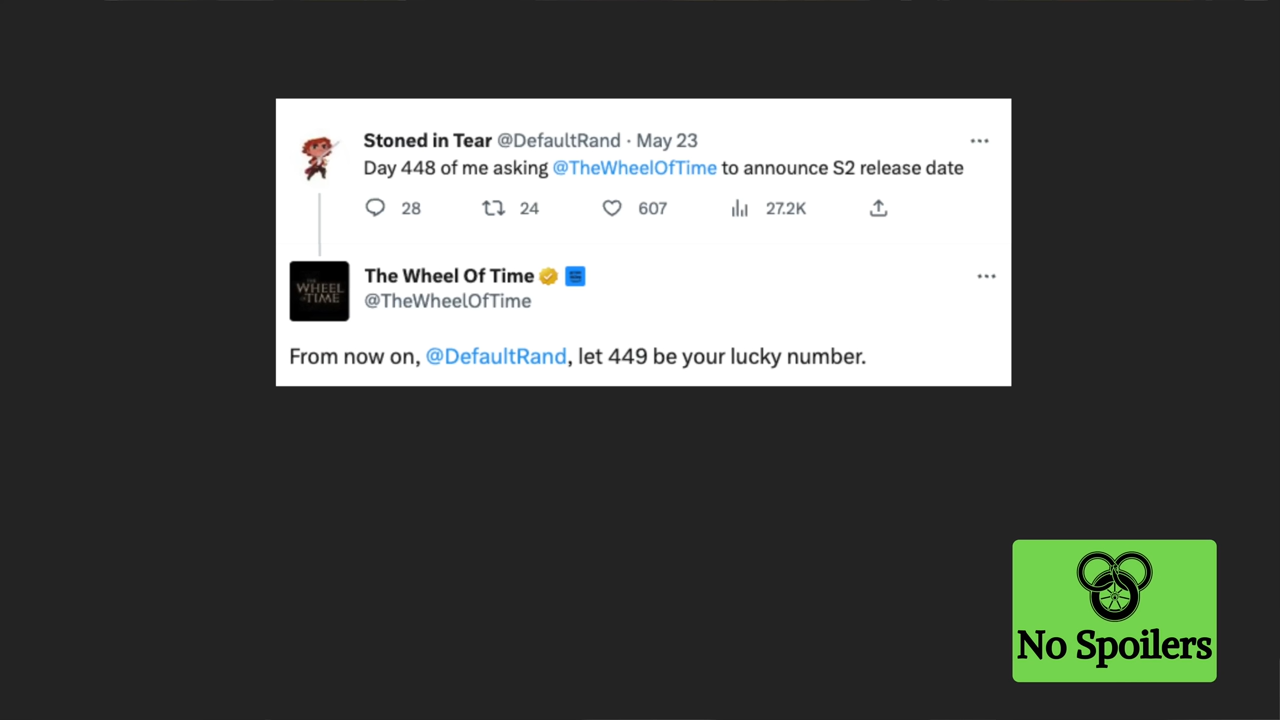 Stoned in Tear @DefaultRand · May 23
Day 448 of me asking @TheWheelOfTime to announce S2 release date
28 24 607 27.2K
The Wheel Of Time
@TheWheelOfTime
THE
WHEEL
OF TIME
From now on, @DefaultRand, let 449 be your lucky number.
No Spoilers